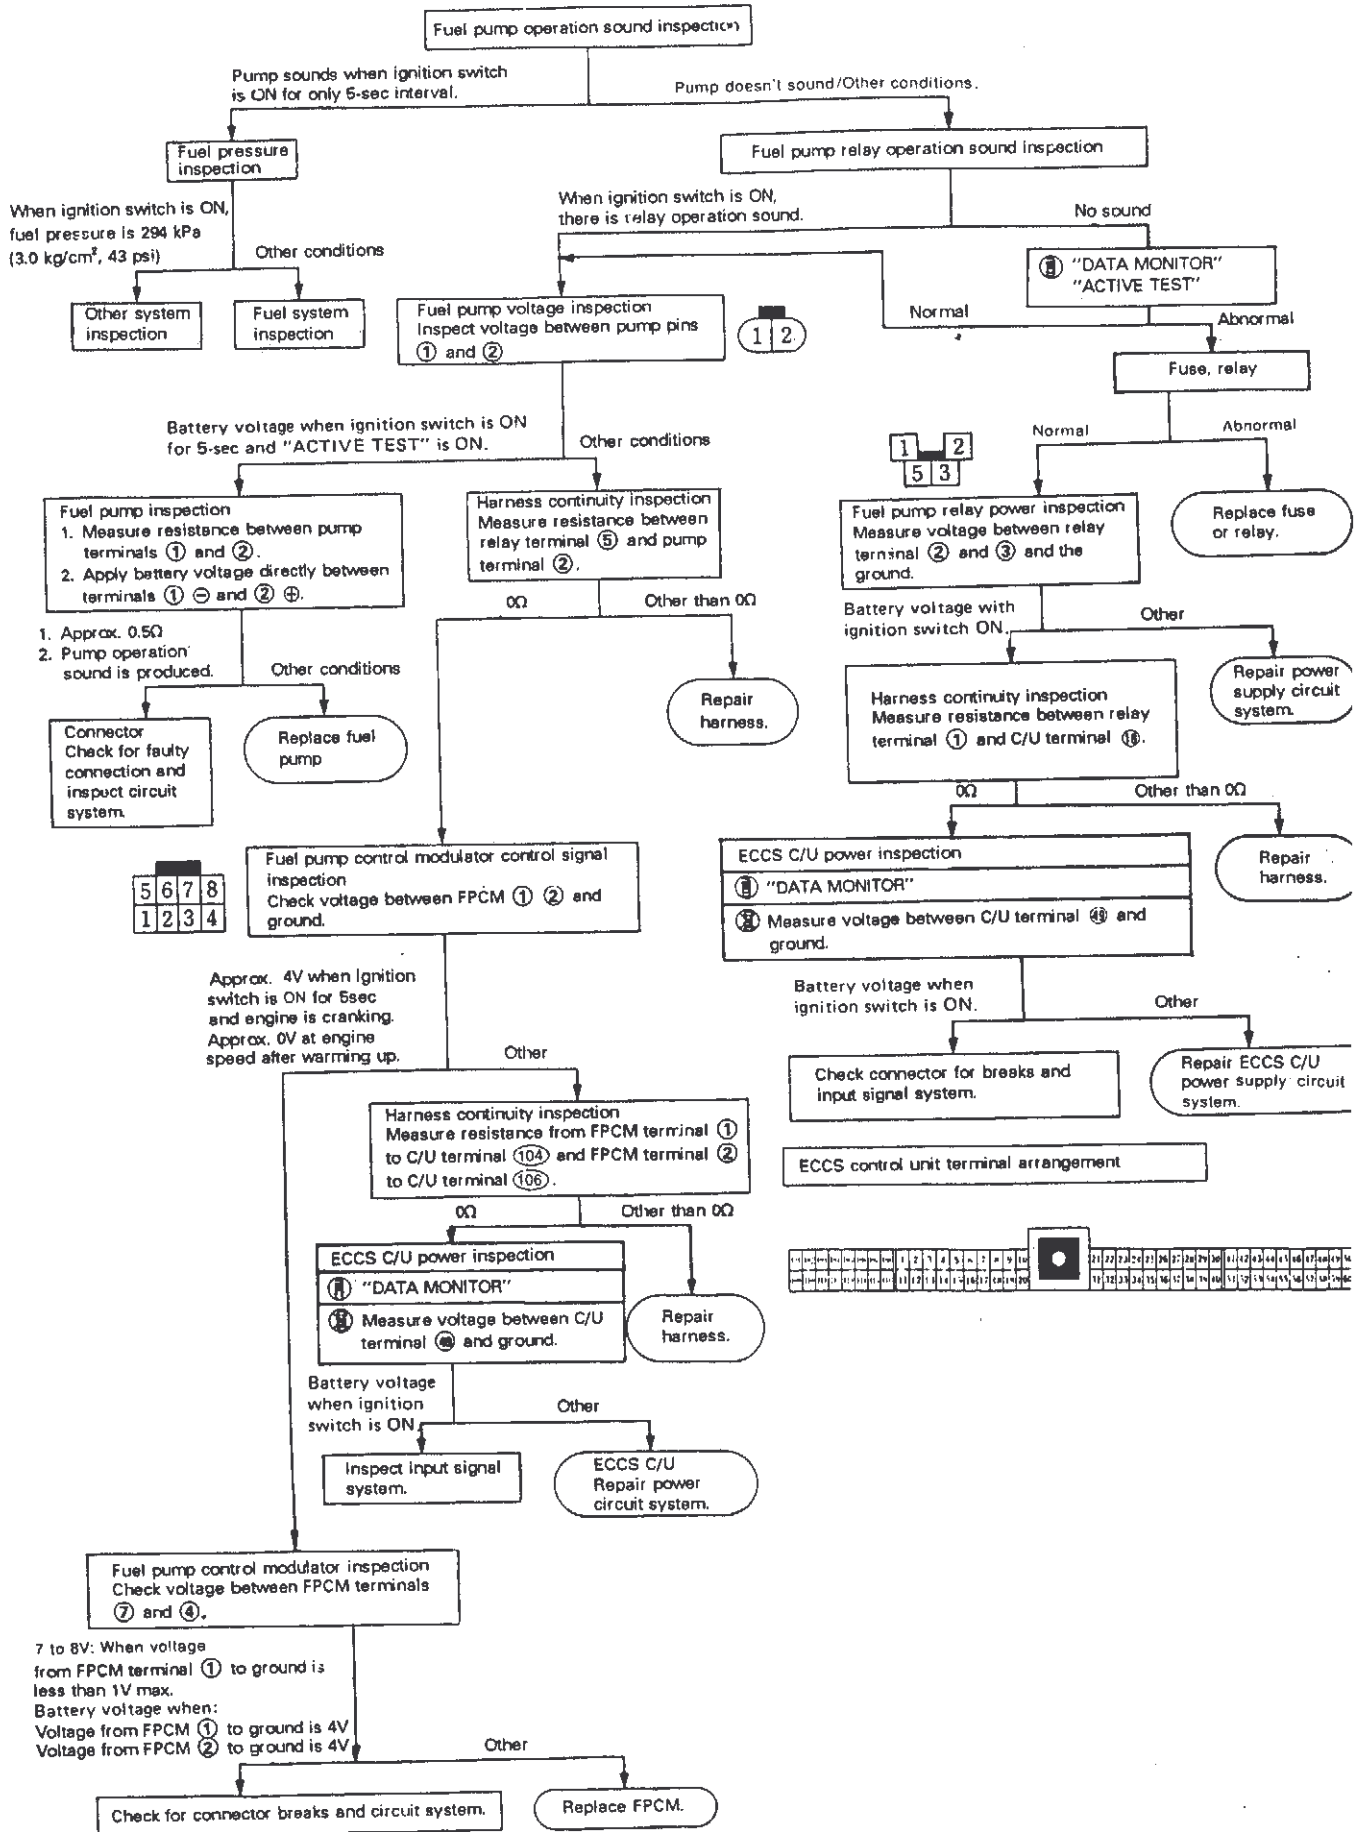 Fuel pump operation sound inspection
Pump sounds when ignition switch
is ON for only 5-sec interval.
Pump doesn't sound/Other conditions.
Fuel pressure
inspection
Fuel pump relay operation sound inspection
When ignition switch is ON,
fuel pressure is 294 kPa
(3.0 kg/cm², 43 psi)
Other conditions
When ignition switch is ON,
there is relay operation sound.
No sound
"DATA MONITOR"
"ACTIVE TEST"
Other system
inspection
Fuel system
inspection
Fuel pump voltage inspection
Inspect voltage between pump pins
① and ②
1 2
Normal
Abnormal
Fuse, relay
Battery voltage when ignition switch is ON
for 5-sec and "ACTIVE TEST" is ON.
Other conditions
Normal
Abnormal
1 2
5 3
Fuel pump inspection
1. Measure resistance between pump
terminals ① and ②.
2. Apply battery voltage directly between
terminals ① ⊖ and ② ⊕.
Harness continuity inspection
Measure resistance between
relay terminal ⑤ and pump
terminal ②.
Fuel pump relay power inspection
Measure voltage between relay
terminal ② and ③ and the
ground.
Replace fuse
or relay.
1. Approx. 0.5Ω
2. Pump operation
sound is produced.
Other conditions
0Ω
Other than 0Ω
Battery voltage with
ignition switch ON.
Other
Connector
Check for faulty
connection and
inspect circuit
system.
Replace fuel
pump
Repair
harness.
Harness continuity inspection
Measure resistance between relay
terminal ① and C/U terminal
Repair power
supply circuit
system.
0Ω
Other than 0Ω
5 6 7 8
1 2 3 4
Fuel pump control modulator control signal
inspection
Check voltage between FPCM ① ② and
ground.
ECCS C/U power inspection
"DATA MONITOR"
Measure voltage between C/U terminal ㊾ and
ground.
Repair
harness.
Approx. 4V when Ignition
switch is ON for 5sec
and engine is cranking.
Approx. 0V at engine
speed after warming up.
Other
Battery voltage when
ignition switch is ON.
Other
Check connector for breaks and
input signal system.
Repair ECCS C/U
power supply circuit
system.
Harness continuity inspection
Measure resistance from FPCM terminal ①
to C/U terminal (104) and FPCM terminal ②
to C/U terminal (106).
ECCS control unit terminal arrangement
0Ω
Other than 0Ω
ECCS C/U power inspection
"DATA MONITOR"
Measure voltage between C/U
terminal and ground.
Repair
harness.
Battery voltage
when ignition
switch is ON
Other
Inspect input signal
system.
ECCS C/U
Repair power
circuit system.
Fuel pump control modulator inspection
Check voltage between FPCM terminals
⑦ and ④.
7 to 8V: When voltage
from FPCM terminal ① to ground is
less than 1V max.
Battery voltage when:
Voltage from FPCM ① to ground is 4V
Voltage from FPCM ② to ground is 4V
Other
Check for connector breaks and circuit system.
Replace FPCM.